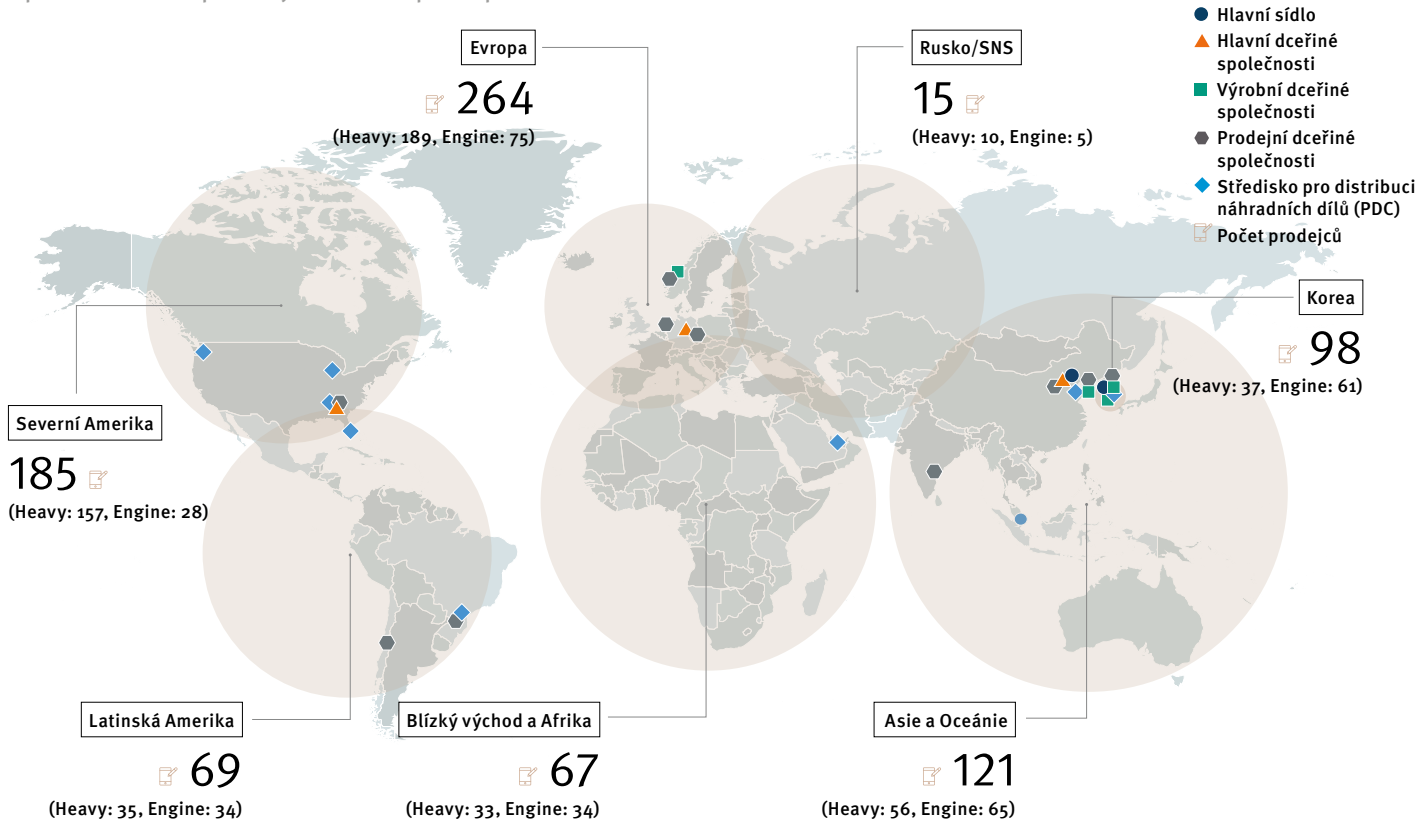 Evropa
264
(Heavy: 189, Engine: 75)
Rusko/SNS
15
(Heavy: 10, Engine: 5)
Hlavní sídlo
Hlavní dceřiné
společnosti
Výrobní dceřiné
společnosti
Prodejní dceřiné
společnosti
Středisko pro distribuci
náhradních dílů (PDC)
Počet prodejců
Korea
98
(Heavy: 37, Engine: 61)
Severní Amerika
185
(Heavy: 157, Engine: 28)
Latinská Amerika
69
(Heavy: 35, Engine: 34)
Blízký východ a Afrika
67
(Heavy: 33, Engine: 34)
Asie a Oceánie
121
(Heavy: 56, Engine: 65)